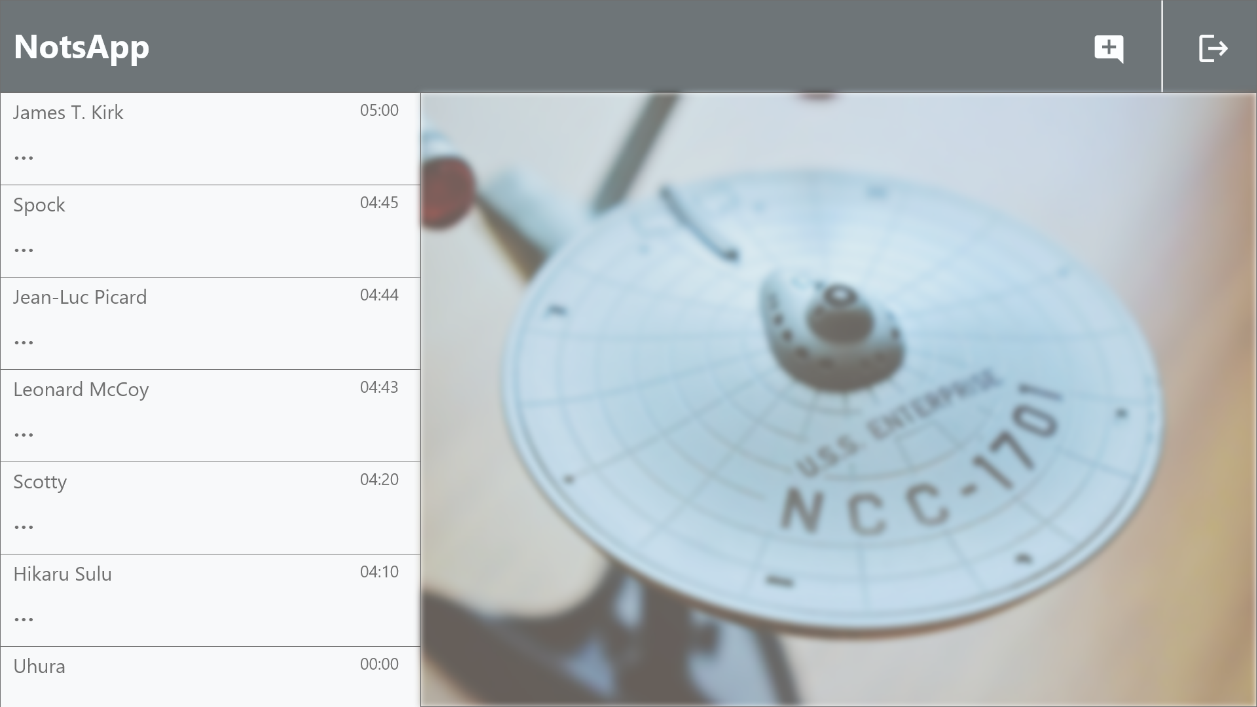 NotsApp
James T. Kirk 05:00
...
Spock 04:45
...
Jean-Luc Picard 04:44
...
Leonard McCoy 04:43
...
Scotty 04:20
...
Hikaru Sulu 04:10
...
Uhura 00:00
U.S.S. ENTERPRISE
NCC-1701